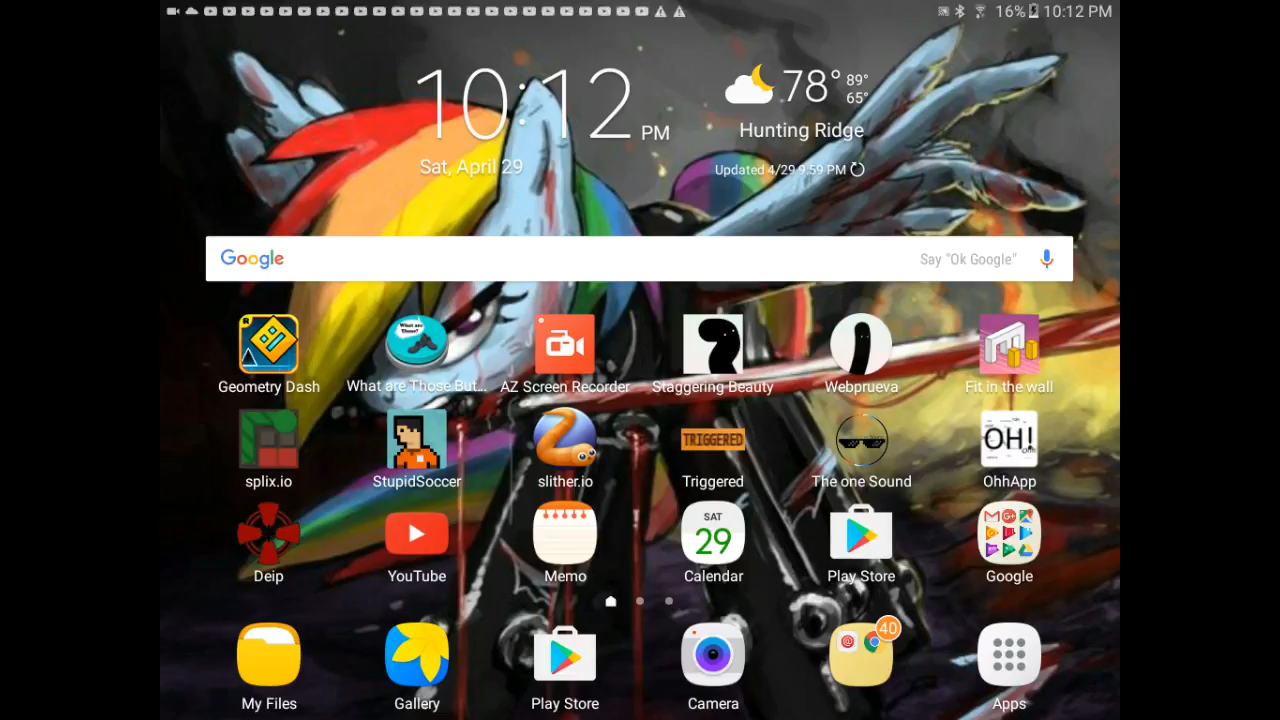 16% 10:12 PM
10:12 PM
Sat, April 29
78° 89°
65°
Hunting Ridge
Updated 4/29 9:59 PM
Google Say "Ok Google"
What are Those?
Geometry Dash What are Those But... AZ Screen Recorder Staggering Beauty Webprueva Fit in the wall
TRIGGERED OH!
splix.io StupidSoccer slither.io Triggered The one Sound OhhApp
SAT
29
Deip YouTube Memo Calendar Play Store Google
40
My Files Gallery Play Store Camera Apps